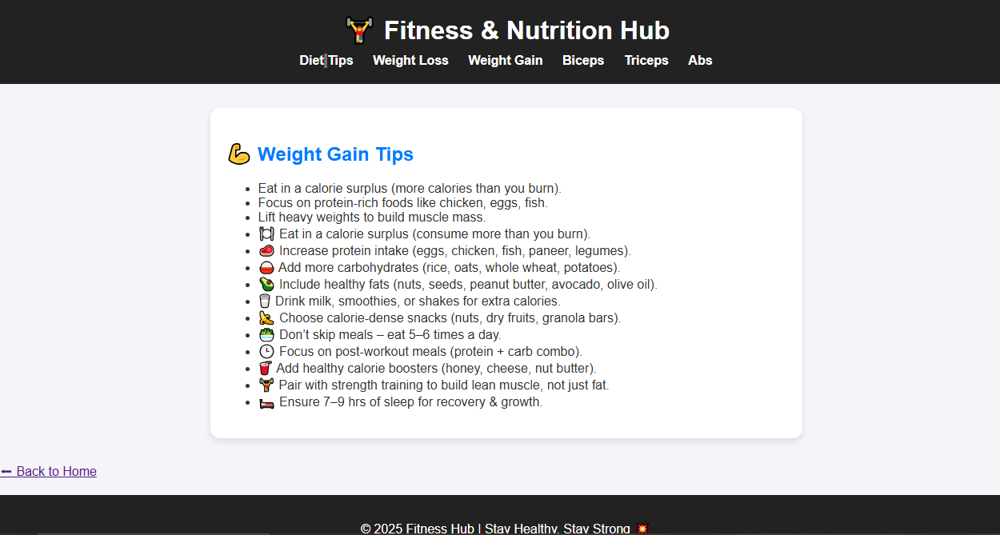 🏋️ Fitness & Nutrition Hub
Diet Tips Weight Loss Weight Gain Biceps Triceps Abs
💪 Weight Gain Tips
• Eat in a calorie surplus (more calories than you burn).
• Focus on protein-rich foods like chicken, eggs, fish.
• Lift heavy weights to build muscle mass.
• 🍽️ Eat in a calorie surplus (consume more than you burn).
• 🥩 Increase protein intake (eggs, chicken, fish, paneer, legumes).
• 🍚 Add more carbohydrates (rice, oats, whole wheat, potatoes).
• 🥑 Include healthy fats (nuts, seeds, peanut butter, avocado, olive oil).
• 🥛 Drink milk, smoothies, or shakes for extra calories.
• 🍌 Choose calorie-dense snacks (nuts, dry fruits, granola bars).
• 🥗 Don’t skip meals – eat 5–6 times a day.
• 🕒 Focus on post-workout meals (protein + carb combo).
• 🥤 Add healthy calorie boosters (honey, cheese, nut butter).
• 🏋️ Pair with strength training to build lean muscle, not just fat.
• 🛏️ Ensure 7–9 hrs of sleep for recovery & growth.
⬅ Back to Home
© 2025 Fitness Hub | Stay Healthy, Stay Strong 💥